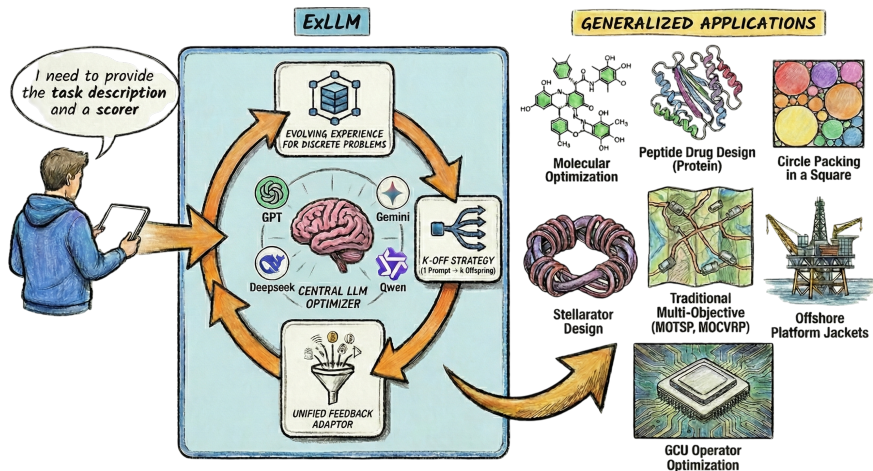 ExLLM
GENERALIZED APPLICATIONS
I need to provide
the task description
and a scorer
EVOLVING EXPERIENCE
FOR DISCRETE PROBLEMS
GPT
Gemini
Deepseek
Qwen
CENTRAL LLM
OPTIMIZER
K-OFF STRATEGY
(1 Prompt → k Offspring)
UNIFIED FEEDBACK
ADAPTOR
Molecular
Optimization
Peptide Drug Design
(Protein)
Circle Packing
in a Square
Stellarator
Design
Traditional
Multi-Objective
(MOTSP, MOCVRP)
Offshore
Platform Jackets
GCU Operator
Optimization